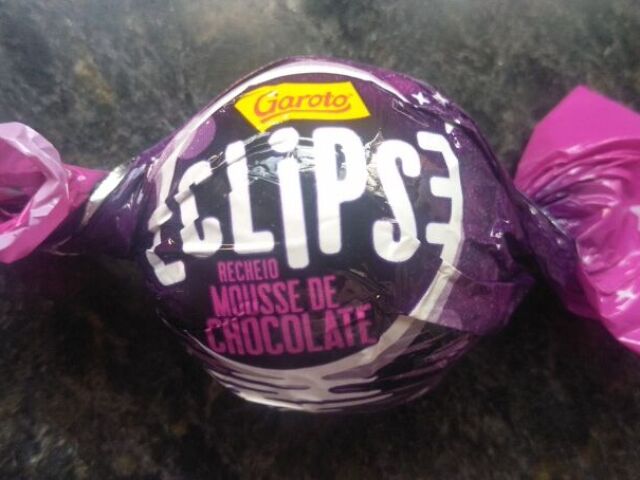 Garoto
ECLIPSE
RECHEIO
MOUSSE DE
CHOCOLATE